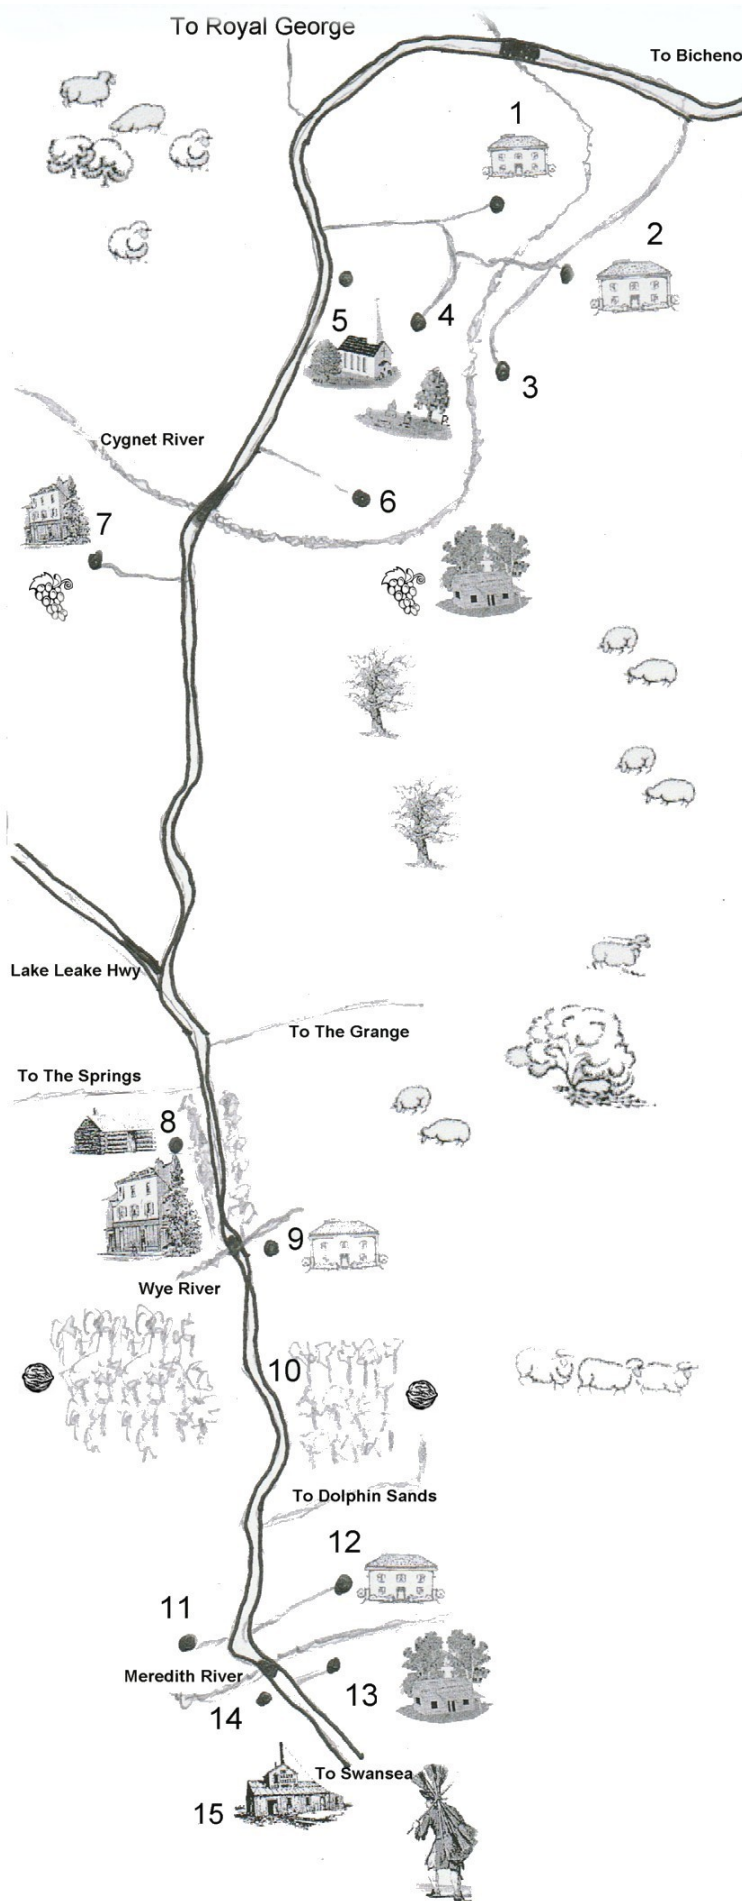 To Royal George
To Bicheno
1
2
5
4
3
Cygnet River
6
7
Lake Leake Hwy
To The Grange
To The Springs
8
9
Wye River
10
To Dolphin Sands
12
11
Meredith River
13
14
To Swansea
15